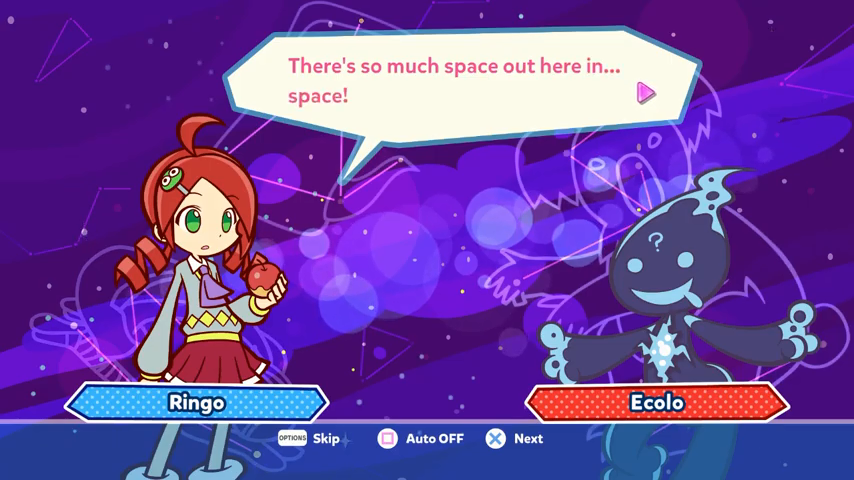 There's so much space out here in...
space!
?
Ringo
Ecolo
OPTIONS Skip Auto OFF Next